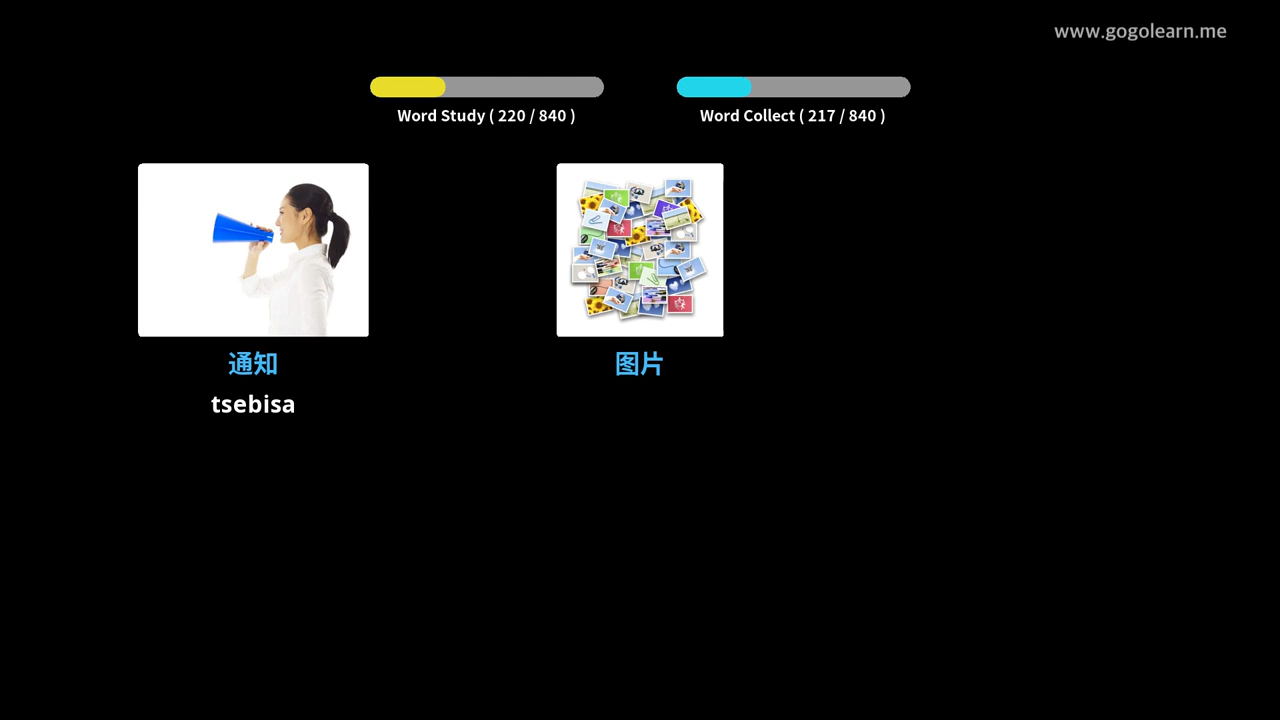 www.gogolearn.me
Word Study ( 220 / 840 )
Word Collect ( 217 / 840 )
通知
图片
tsebisa